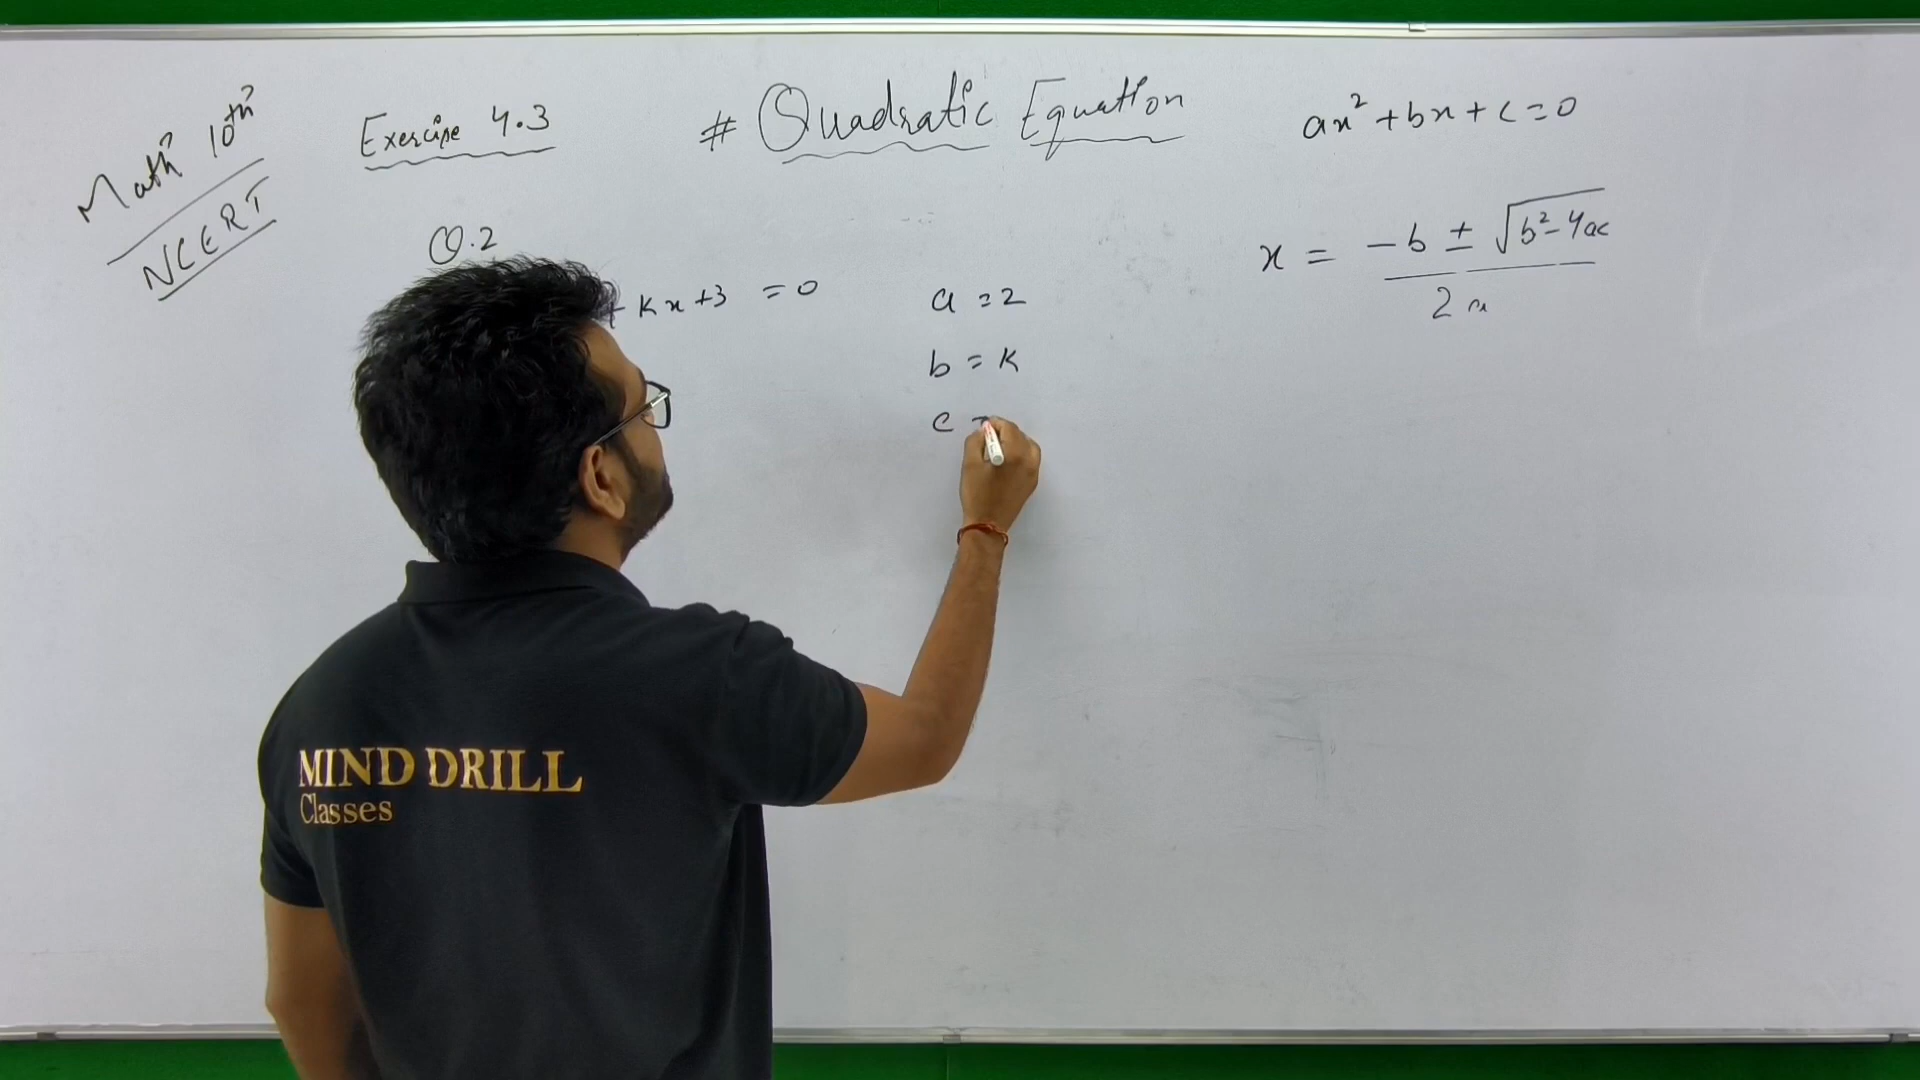 Math 10th
NCERT
Exercise 4.3
# Quadratic Equation
ax² + bx + c = 0
x = -b ± √b² - 4ac
2a
Q.2
+ Kx + 3 = 0
a = 2
b = K
c =
MIND DRILL
Classes